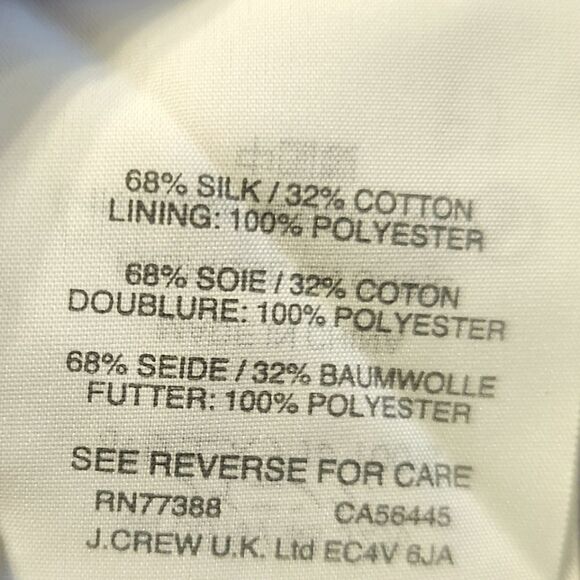 68% SILK / 32% COTTON
LINING: 100% POLYESTER
68% SOIE / 32% COTON
DOUBLURE: 100% POLYESTER
68% SEIDE / 32% BAUMWOLLE
FUTTER: 100% POLYESTER
SEE REVERSE FOR CARE
RN77388 CA56445
J.CREW U.K. Ltd EC4V 6JA